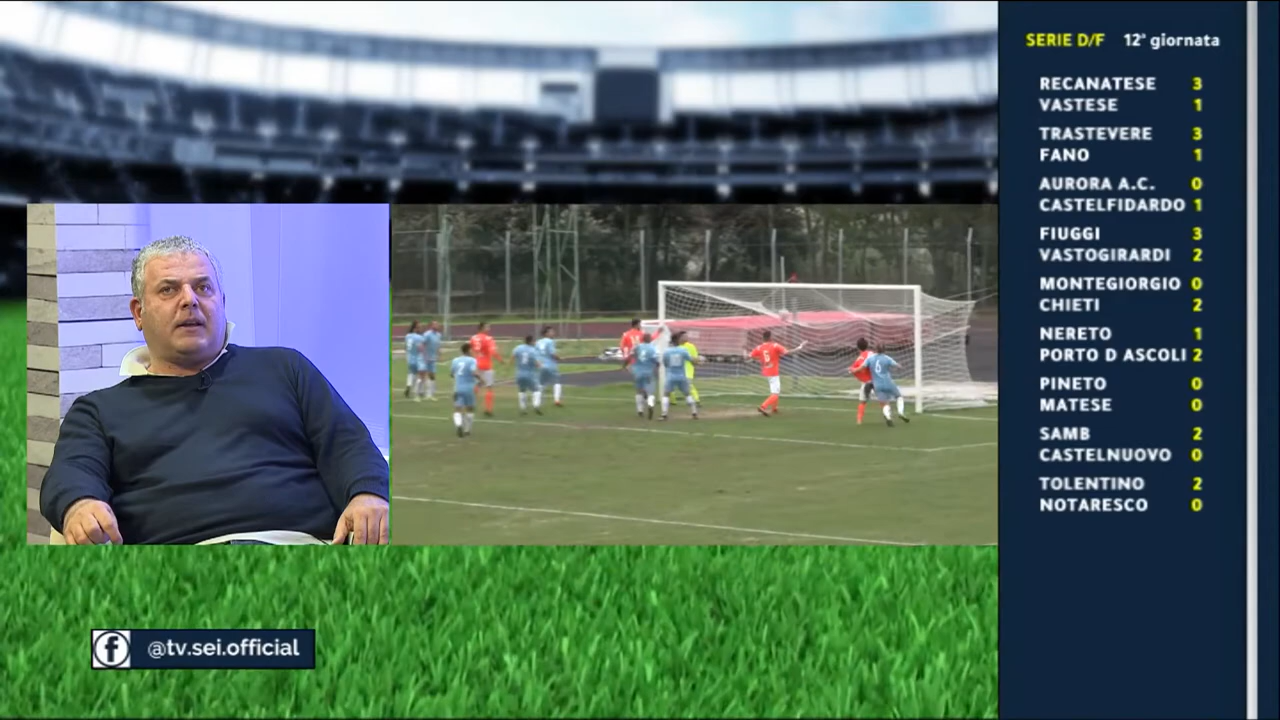 SERIE D/F 12ª giornata
RECANATESE 3
VASTESE 1
TRASTEVERE 3
FANO 1
AURORA A.C. 0
CASTELFIDARDO 1
FIUGGI 3
VASTOGIRARDI 2
MONTEGIORGIO 0
CHIETI 2
NERETO 1
PORTO D ASCOLI 2
PINETO 0
MATESE 0
SAMB 2
CASTELNUOVO 0
TOLENTINO 2
NOTARESCO 0
@tv.sei.official